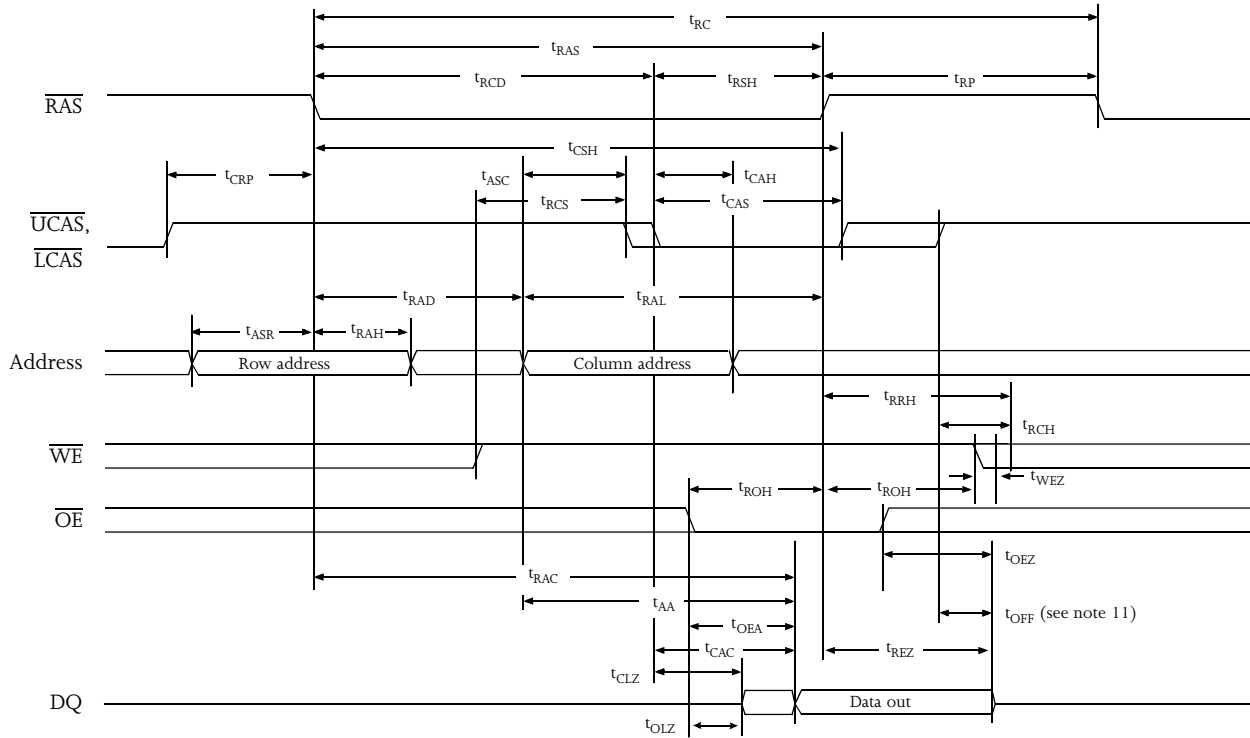 tRC
tRAS
tRCD tRSH tRP
RAS
tCSH
tCRP tASC tCAH
tRCS tCAS
UCAS,
LCAS
tRAD tRAL
tASR tRAH
Address Row address Column address
tRRH
tRCH
WE
tWEZ
tROH tROH
OE
tOEZ
tRAC
tAA
tOFF (see note 11)
tOEA
tCAC tREZ
tCLZ
DQ Data out
tOLZ